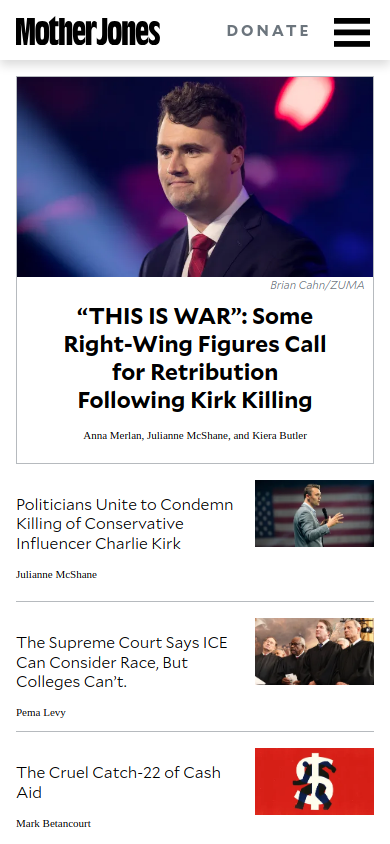 Mother Jones
DONATE
Brian Cahn/ZUMA
“THIS IS WAR”: Some
Right-Wing Figures Call
for Retribution
Following Kirk Killing
Anna Merlan, Julianne McShane, and Kiera Butler
Politicians Unite to Condemn
Killing of Conservative
Influencer Charlie Kirk
Julianne McShane
The Supreme Court Says ICE
Can Consider Race, But
Colleges Can’t.
Pema Levy
The Cruel Catch-22 of Cash
Aid
Mark Betancourt